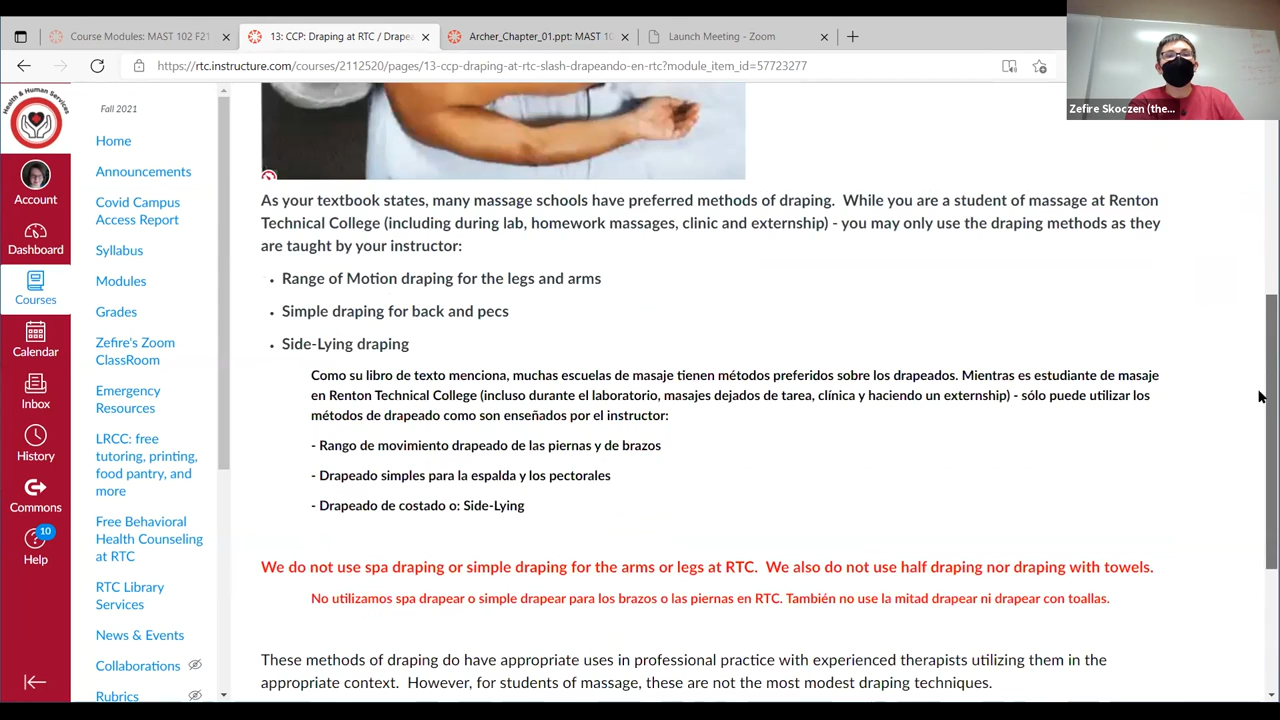 Course Modules: MAST 102 F21
13: CCP: Draping at RTC / Drape
Archer_Chapter_01.ppt: MAST 10
Launch Meeting - Zoom
https://rtc.instructure.com/courses/2112520/pages/13-ccp-draping-at-rtc-slash-drapeando-en-rtc?module_item_id=57723277
Zefire Skoczen (the...
Health & Human Services
Account
Dashboard
Courses
Calendar
Inbox
History
Commons
10
Help
Fall 2021
Home
Announcements
Covid Campus
Access Report
Syllabus
Modules
Grades
Zefire's Zoom
ClassRoom
Emergency
Resources
LRCC: free
tutoring, printing,
food pantry, and
more
Free Behavioral
Health Counseling
at RTC
RTC Library
Services
News & Events
Collaborations
Rubrics
As your textbook states, many massage schools have preferred methods of draping. While you are a student of massage at Renton
Technical College (including during lab, homework massages, clinic and externship) - you may only use the draping methods as they
are taught by your instructor:
• Range of Motion draping for the legs and arms
• Simple draping for back and pecs
• Side-Lying draping
Como su libro de texto menciona, muchas escuelas de masaje tienen métodos preferidos sobre los drapeados. Mientras es estudiante de masaje
en Renton Technical College (incluso durante el laboratorio, masajes dejados de tarea, clínica y haciendo un externship) - sólo puede utilizar los
métodos de drapeado como son enseñados por el instructor:
- Rango de movimiento drapeado de las piernas y de brazos
- Drapeado simples para la espalda y los pectorales
- Drapeado de costado o: Side-Lying
We do not use spa draping or simple draping for the arms or legs at RTC. We also do not use half draping nor draping with towels.
No utilizamos spa drapear o simple drapear para los brazos o las piernas en RTC. También no use la mitad drapear ni drapear con toallas.
These methods of draping do have appropriate uses in professional practice with experienced therapists utilizing them in the
appropriate context. However, for students of massage, these are not the most modest draping techniques.